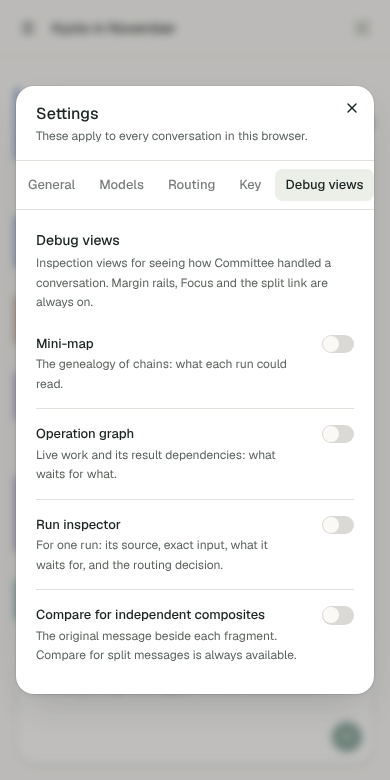 Kyoto in November
Settings
These apply to every conversation in this browser.
General Models Routing Key Debug views
Debug views
Inspection views for seeing how Committee handled a
conversation. Margin rails, Focus and the split link are
always on.
Mini-map
The genealogy of chains: what each run could
read.
Operation graph
Live work and its result dependencies: what
waits for what.
Run inspector
For one run: its source, exact input, what it
waits for, and the routing decision.
Compare for independent composites
The original message beside each fragment.
Compare for split messages is always available.